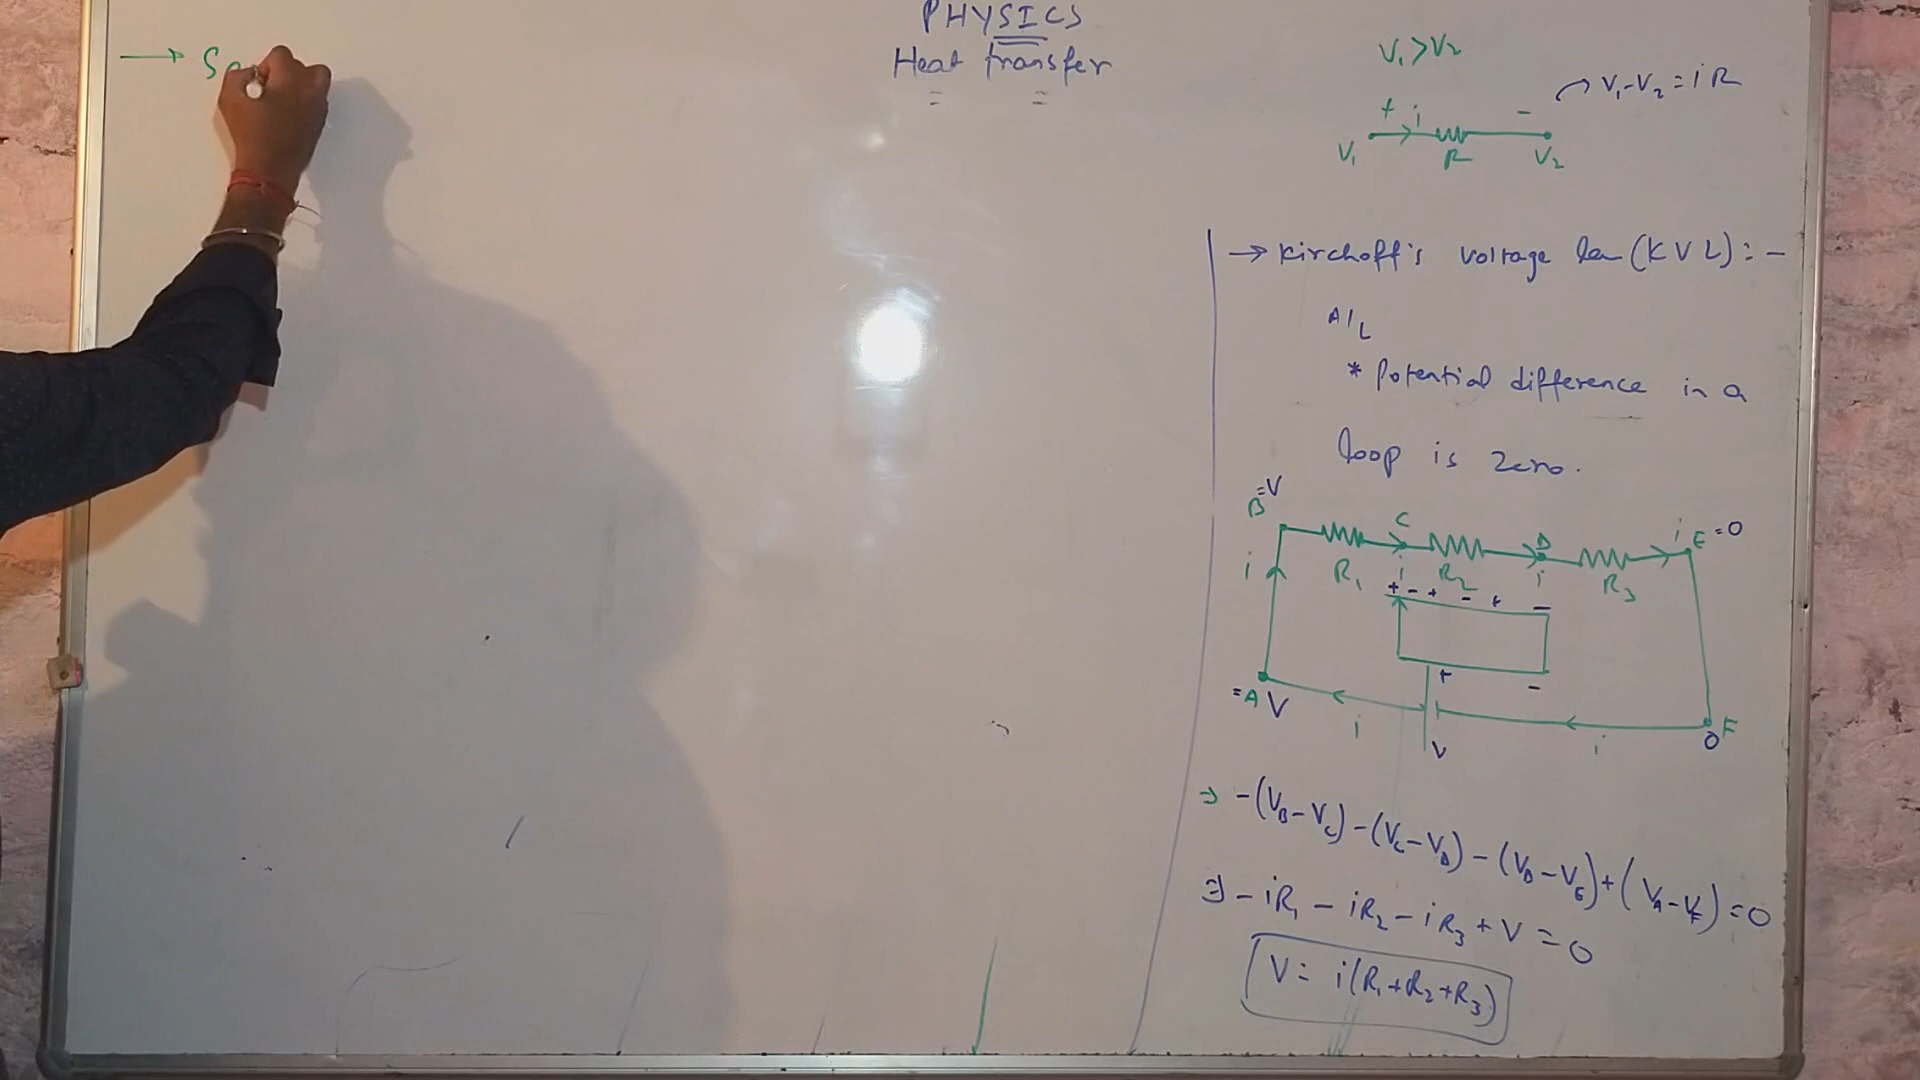 PHYSICS
Heat transfer
→ Se
V₁>V₂
V₁-V₂=iR
+ i -
V₁ R V₂
→ Kirchoff's voltage law (KVL):-
A/L
* Potential difference in a
loop is zero.
B=V C D i E=0
i R₁ i R₂ i R₃
+ - + - + -
+ -
=A V i V i O F
⇒ -(V_B-V_C)-(V_C-V_D)-(V_D-V_E)+(V_A-V_F)=0
⇒ -iR₁ - iR₂ - iR₃ + V = 0
V = i(R₁+R₂+R₃)